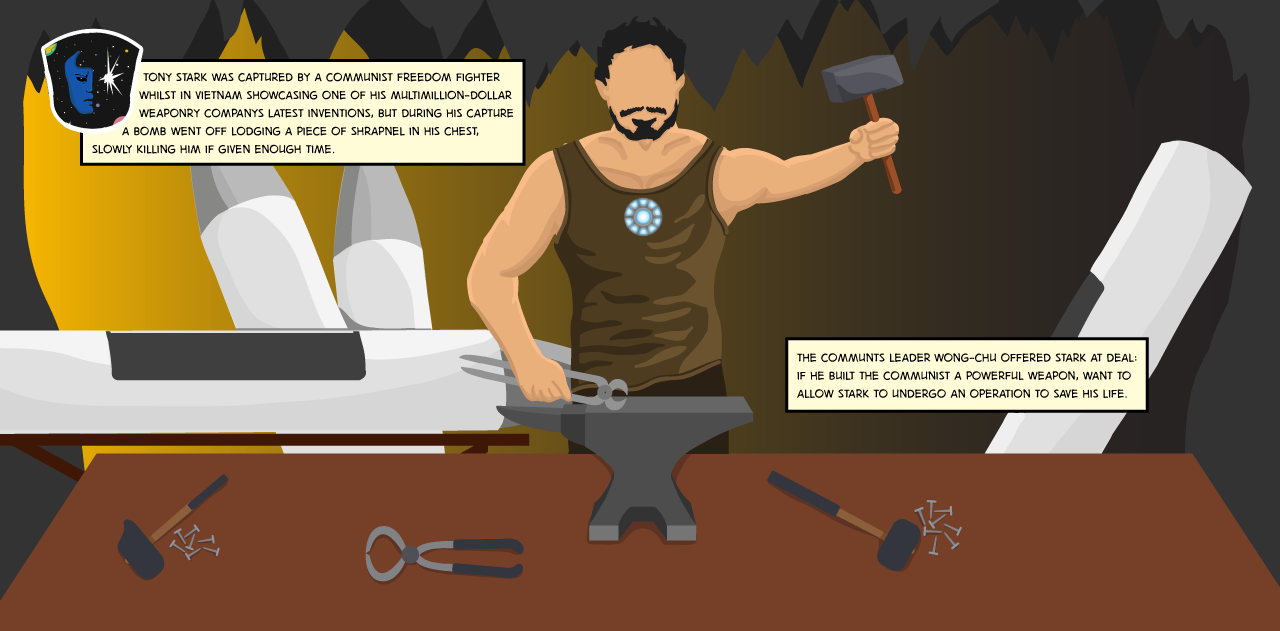 TONY STARK WAS CAPTURED BY A COMMUNIST FREEDOM FIGHTER
WHILST IN VIETNAM SHOWCASING ONE OF HIS MULTIMILLION-DOLLAR
WEAPONRY COMPANYS LATEST INVENTIONS, BUT DURING HIS CAPTURE
A BOMB WENT OFF LODGING A PIECE OF SHRAPNEL IN HIS CHEST,
SLOWLY KILLING HIM IF GIVEN ENOUGH TIME.
THE COMMUNTS LEADER WONG-CHU OFFERED STARK AT DEAL:
IF HE BUILT THE COMMUNIST A POWERFUL WEAPON, WANT TO
ALLOW STARK TO UNDERGO AN OPERATION TO SAVE HIS LIFE.